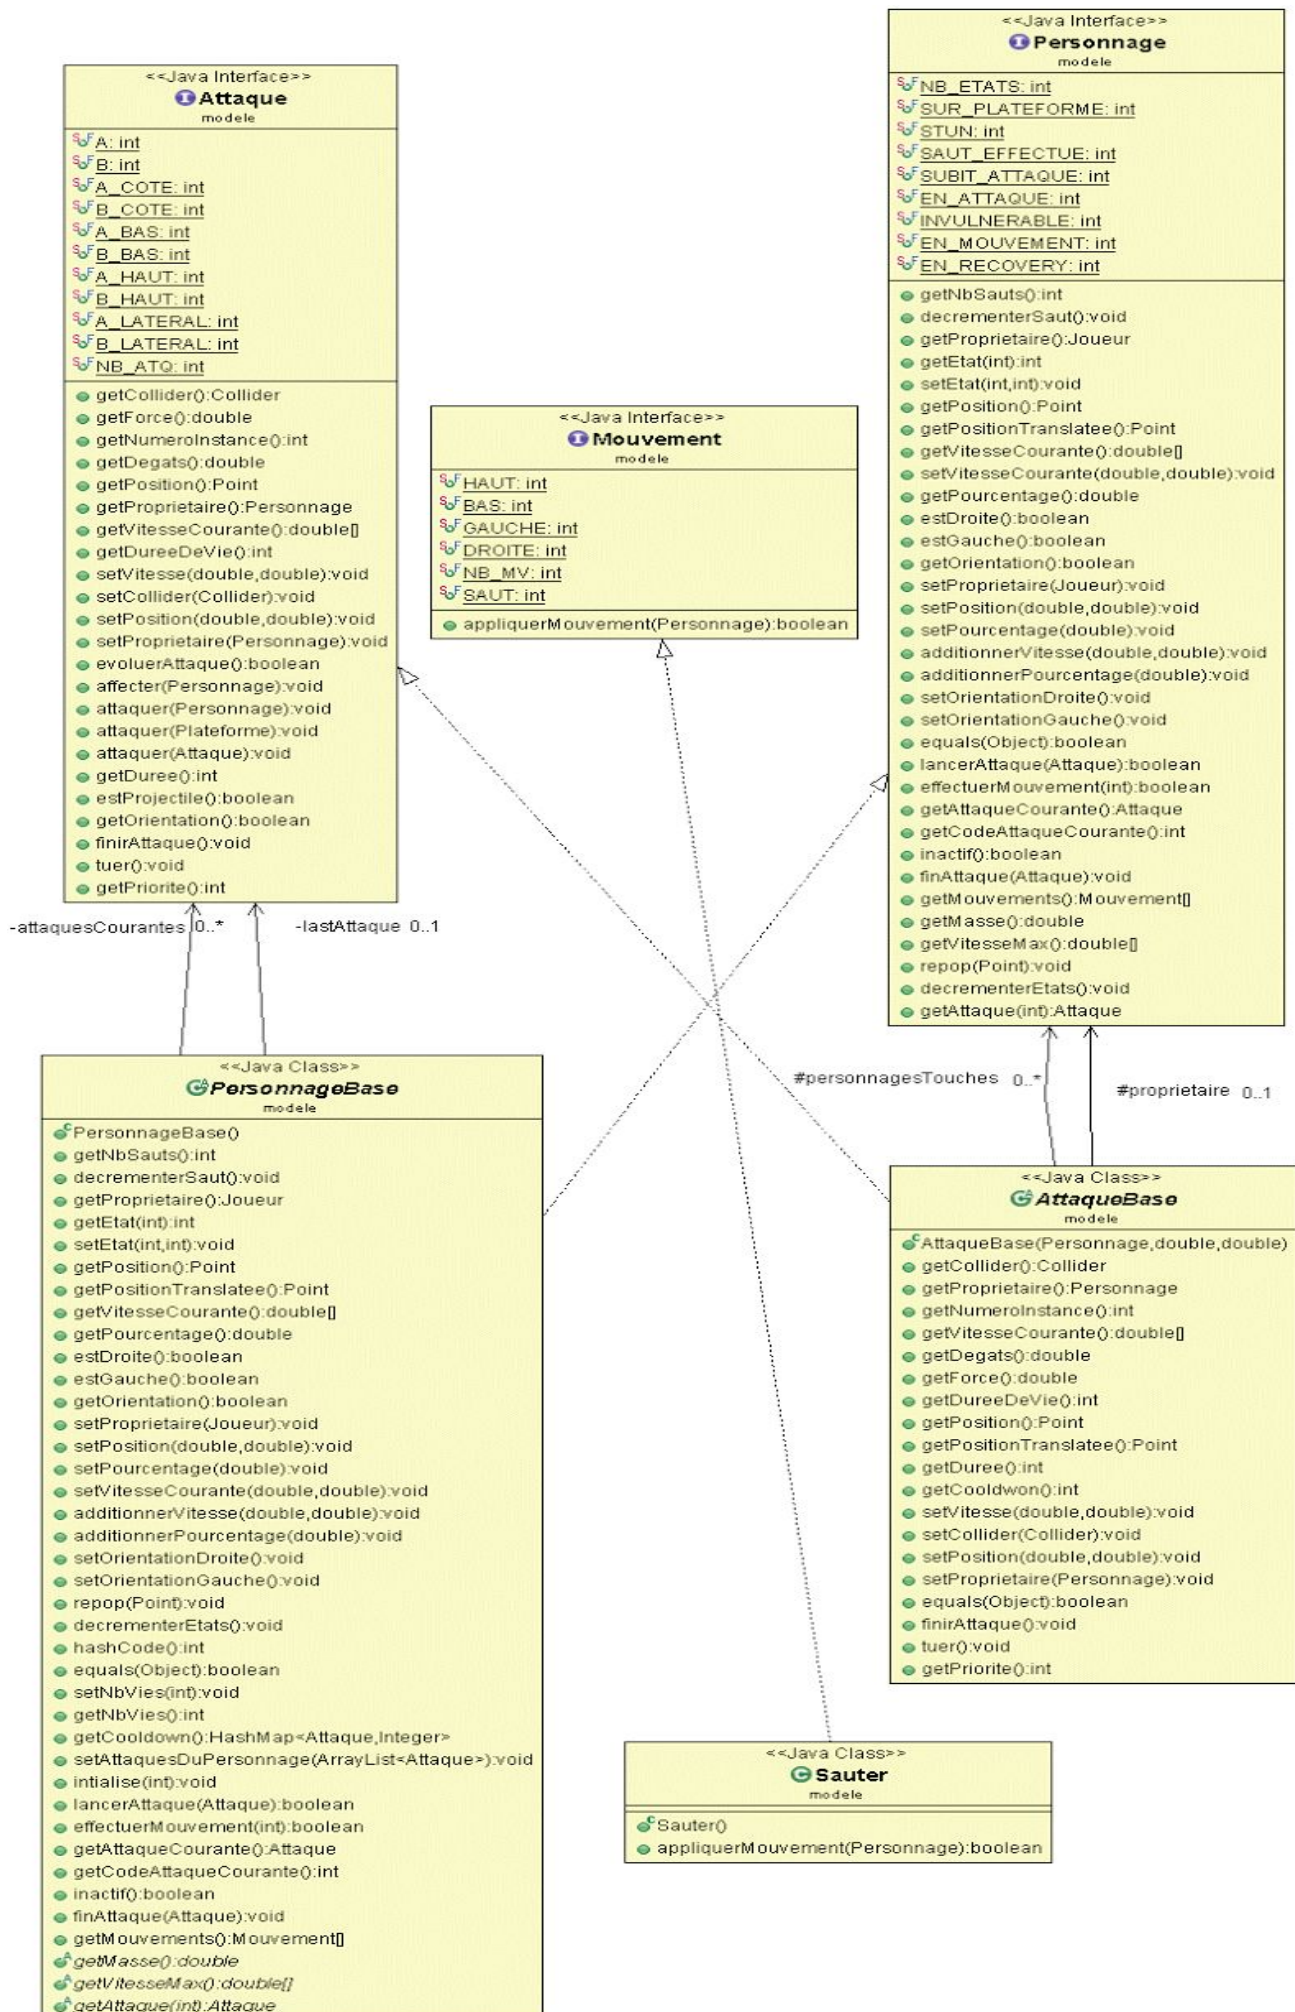 <<Java Interface>>
Attaque
modele
A: int
B: int
A_COTE: int
B_COTE: int
A_BAS: int
B_BAS: int
A_HAUT: int
B_HAUT: int
A_LATERAL: int
B_LATERAL: int
NB_ATQ: int
getCollider():Collider
getForce():double
getNumeroInstance():int
getDegats():double
getPosition():Point
getProprietaire():Personnage
getVitesseCourante():double[]
getDureeDeVie():int
setVitesse(double,double):void
setCollider(Collider):void
setPosition(double,double):void
setProprietaire(Personnage):void
evoluerAttaque():boolean
affecter(Personnage):void
attaquer(Personnage):void
attaquer(Plateforme):void
attaquer(Attaque):void
getDuree():int
estProjectile():boolean
getOrientation():boolean
finirAttaque():void
tuer():void
getPriorite():int
<<Java Interface>>
Mouvement
modele
HAUT: int
BAS: int
GAUCHE: int
DROITE: int
NB_MV: int
SAUT: int
appliquerMouvement(Personnage):boolean
<<Java Interface>>
Personnage
modele
NB_ETATS: int
SUR_PLATEFORME: int
STUN: int
SAUT_EFFECTUE: int
SUBIT_ATTAQUE: int
EN_ATTAQUE: int
INVULNERABLE: int
EN_MOUVEMENT: int
EN_RECOVERY: int
getNbSauts():int
decrementerSaut():void
getProprietaire():Joueur
getEtat(int):int
setEtat(int,int):void
getPosition():Point
getPositionTranslatee():Point
getVitesseCourante():double[]
setVitesseCourante(double,double):void
getPourcentage():double
estDroite():boolean
estGauche():boolean
getOrientation():boolean
setProprietaire(Joueur):void
setPosition(double,double):void
setPourcentage(double):void
additionnerVitesse(double,double):void
additionnerPourcentage(double):void
setOrientationDroite():void
setOrientationGauche():void
equals(Object):boolean
lancerAttaque(Attaque):boolean
effectuerMouvement(int):boolean
getAttaqueCourante():Attaque
getCodeAttaqueCourante():int
inactif():boolean
finAttaque(Attaque):void
getMouvements():Mouvement[]
getMasse():double
getVitesseMax():double[]
repop(Point):void
decrementerEtats():void
getAttaque(int):Attaque
-attaquesCourantes 0..*
-lastAttaque 0..1
#personnagesTouches 0..*
#proprietaire 0..1
<<Java Class>>
PersonnageBase
modele
PersonnageBase()
getNbSauts():int
decrementerSaut():void
getProprietaire():Joueur
getEtat(int):int
setEtat(int,int):void
getPosition():Point
getPositionTranslatee():Point
getVitesseCourante():double[]
getPourcentage():double
estDroite():boolean
estGauche():boolean
getOrientation():boolean
setProprietaire(Joueur):void
setPosition(double,double):void
setPourcentage(double):void
setVitesseCourante(double,double):void
additionnerVitesse(double,double):void
additionnerPourcentage(double):void
setOrientationDroite():void
setOrientationGauche():void
repop(Point):void
decrementerEtats():void
hashCode():int
equals(Object):boolean
setNbVies(int):void
getNbVies():int
getCooldown():HashMap<Attaque,Integer>
setAttaquesDuPersonnage(ArrayList<Attaque>):void
intialise(int):void
lancerAttaque(Attaque):boolean
effectuerMouvement(int):boolean
getAttaqueCourante():Attaque
getCodeAttaqueCourante():int
inactif():boolean
finAttaque(Attaque):void
getMouvements():Mouvement[]
getMasse():double
getVitesseMax():double[]
getAttaque(int):Attaque
<<Java Class>>
AttaqueBase
modele
AttaqueBase(Personnage,double,double)
getCollider():Collider
getProprietaire():Personnage
getNumeroInstance():int
getVitesseCourante():double[]
getDegats():double
getForce():double
getDureeDeVie():int
getPosition():Point
getPositionTranslatee():Point
getDuree():int
getCooldwon():int
setVitesse(double,double):void
setCollider(Collider):void
setPosition(double,double):void
setProprietaire(Personnage):void
equals(Object):boolean
finirAttaque():void
tuer():void
getPriorite():int
<<Java Class>>
Sauter
modele
Sauter()
appliquerMouvement(Personnage):boolean